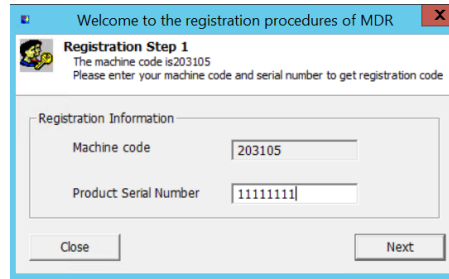 Welcome to the registration procedures of MDR
X
Registration Step 1
The machine code is203105
Please enter your machine code and serial number to get registration code
Registration Information
Machine code
203105
Product Serial Number
11111111
Close
Next